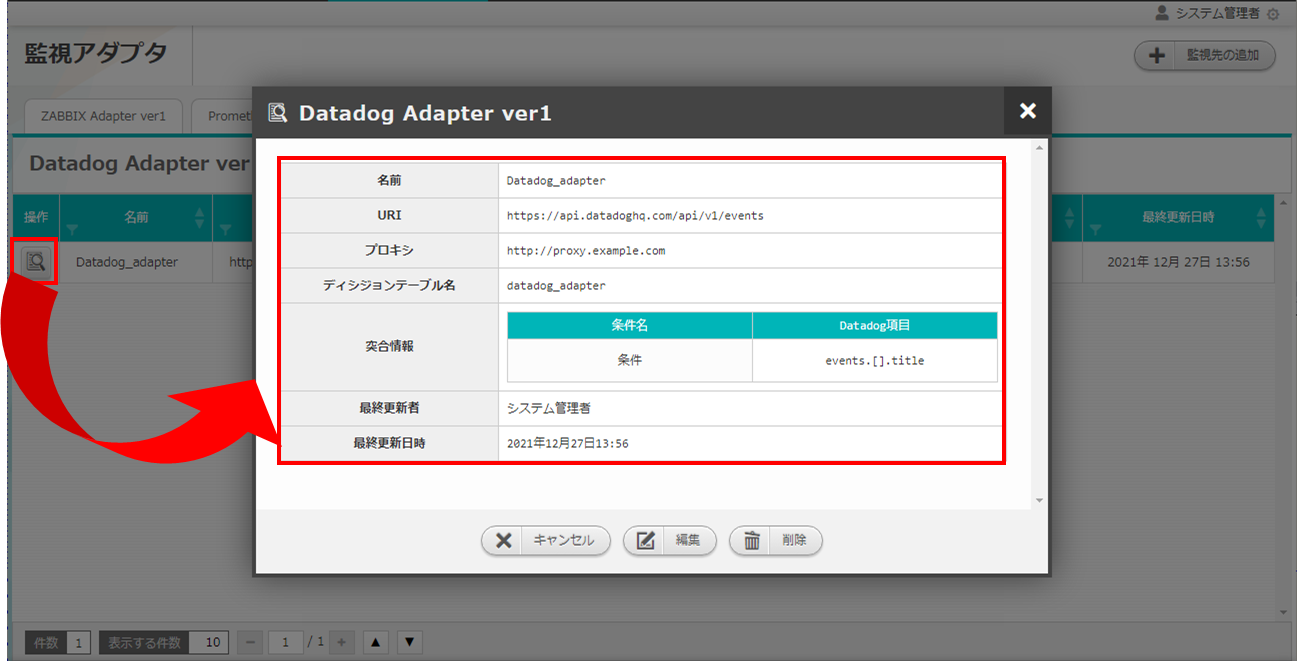 システム管理者
監視アダプタ
監視先の追加
ZABBIX Adapter ver1
Datadog Adapter ver1
Datadog Adapter ver
操作 名前 最終更新日時
Datadog_adapter http 2021年 12月 27日 13:56
名前 Datadog_adapter
URI https://api.datadoghq.com/api/v1/events
プロキシ http://proxy.example.com
ディシジョンテーブル名 datadog_adapter
突合情報
条件名 Datadog項目
条件 events.[].title
最終更新者 システム管理者
最終更新日時 2021年12月27日13:56
キャンセル 編集 削除
件数 1 表示する件数 10 1 / 1